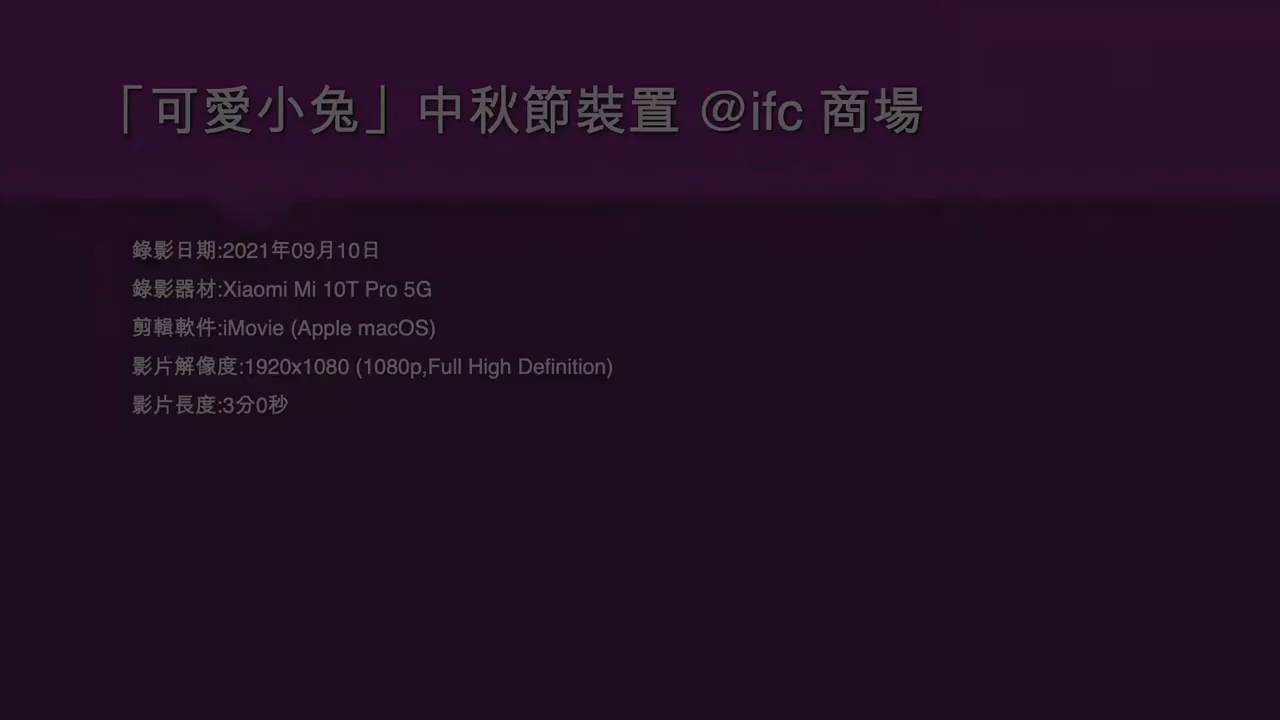 「可愛小兔」中秋節裝置 @ifc 商場
錄影日期:2021年09月10日
錄影器材:Xiaomi Mi 10T Pro 5G
剪輯軟件:iMovie (Apple macOS)
影片解像度:1920x1080 (1080p,Full High Definition)
影片長度:3分0秒